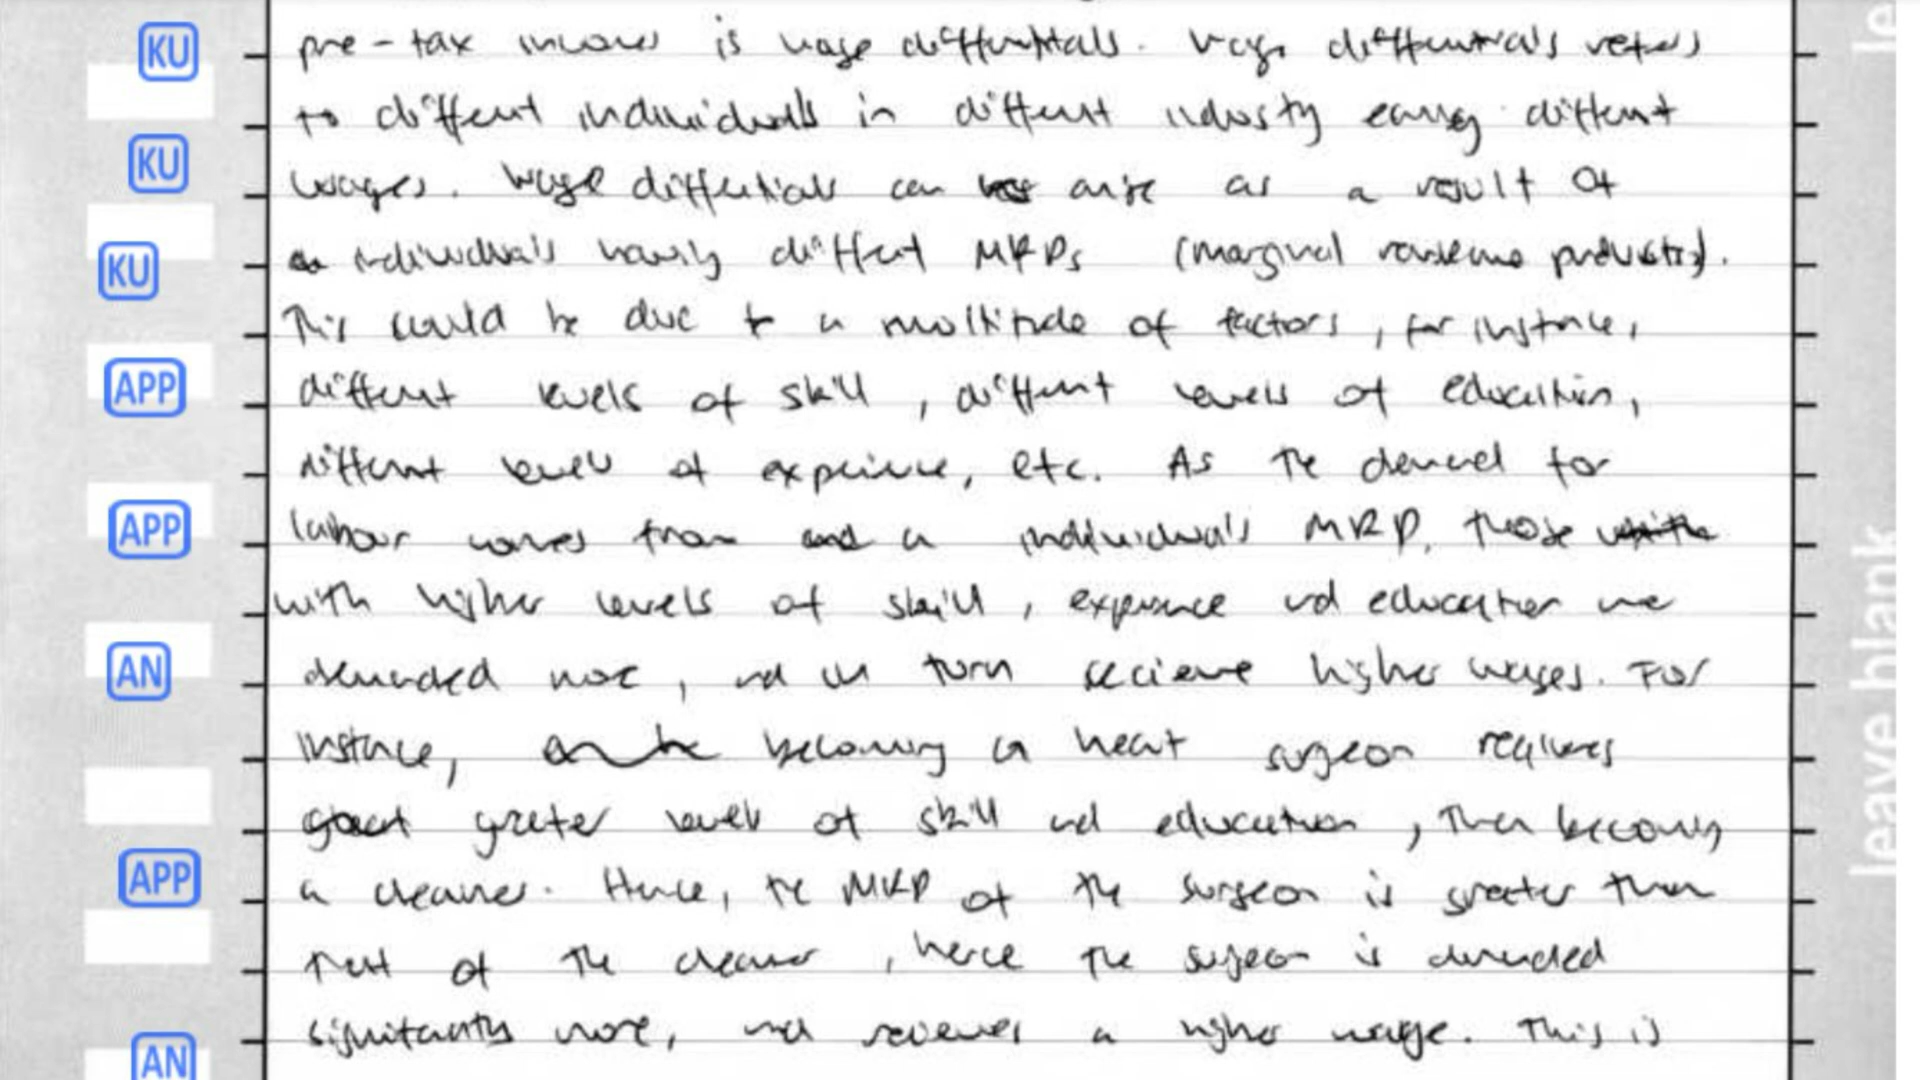 KU pre-tax incomes is wage differentials. Wage differentials refers
to different individuals in different industry earning different
KU wages. Wage differentials can arise as a result of
KU individuals having different MRPs (marginal revenue products).
This could be due to a multitude of factors, for instance,
APP different levels of skill, different levels of education,
different levels of experience, etc. As the demand for
APP labour comes from a individual's MRP, those
with higher levels of skill, experience and education are
AN demanded more, and in turn recieve higher wages. For
instance, becoming a heart surgeon requires
greater levels of skill and education, then becoming
APP a cleaner. Hence, the MRP of the surgeon is greater than
that of the cleaner, hence the surgeon is demanded
AN significantly more, and receives a higher wage. This is
leave blank
le